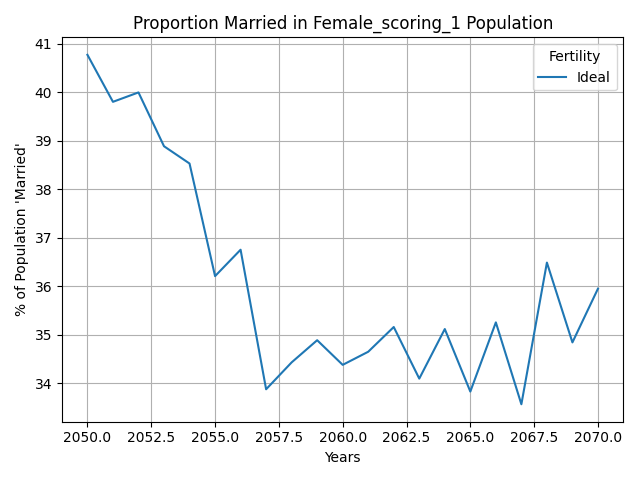 Proportion Married in Female_scoring_1 Population
Fertility
Ideal
% of Population 'Married'
41
40
39
38
37
36
35
34
2050.0 2052.5 2055.0 2057.5 2060.0 2062.5 2065.0 2067.5 2070.0
Years